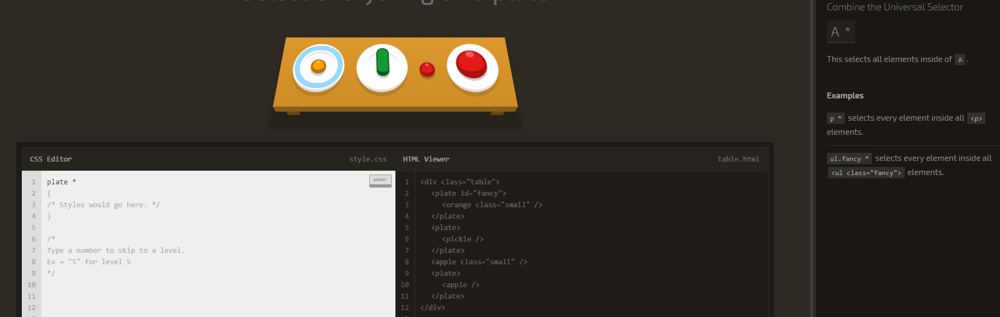 Combine the Universal Selector
A *
This selects all elements inside of A .
Examples
p * selects every element inside all <p>
elements.
ul.fancy * selects every element inside all
<ul class="fancy"> elements.
CSS Editor style.css
1 plate * enter
2 {
3 /* Styles would go here. */
4 }
5
6 /*
7 Type a number to skip to a level.
8 Ex → "5" for level 5
9 */
10
11
12
HTML Viewer table.html
1 <div class="table">
2 <plate id="fancy">
3 <orange class="small" />
4 </plate>
5 <plate>
6 <pickle />
7 </plate>
8 <apple class="small" />
9 <plate>
10 <apple />
11 </plate>
12 </div>